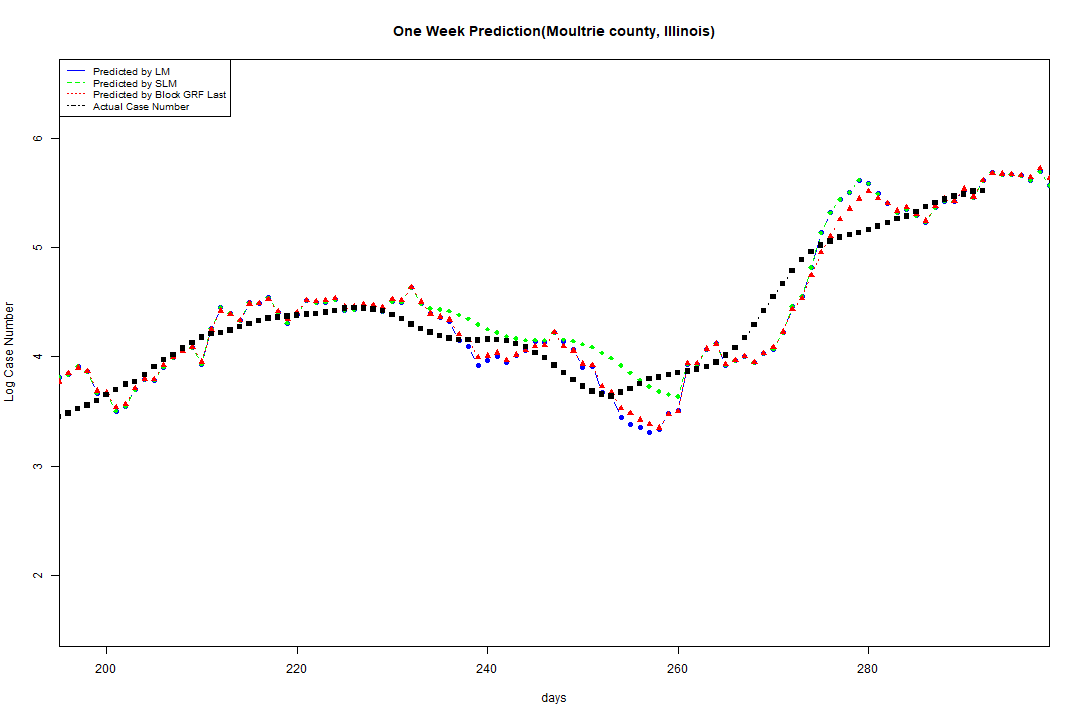 One Week Prediction(Moultrie county, Illinois)
Predicted by LM
Predicted by SLM
Predicted by Block GRF Last
Actual Case Number
6
5
4
3
2
Log Case Number
200 220 240 260 280
days